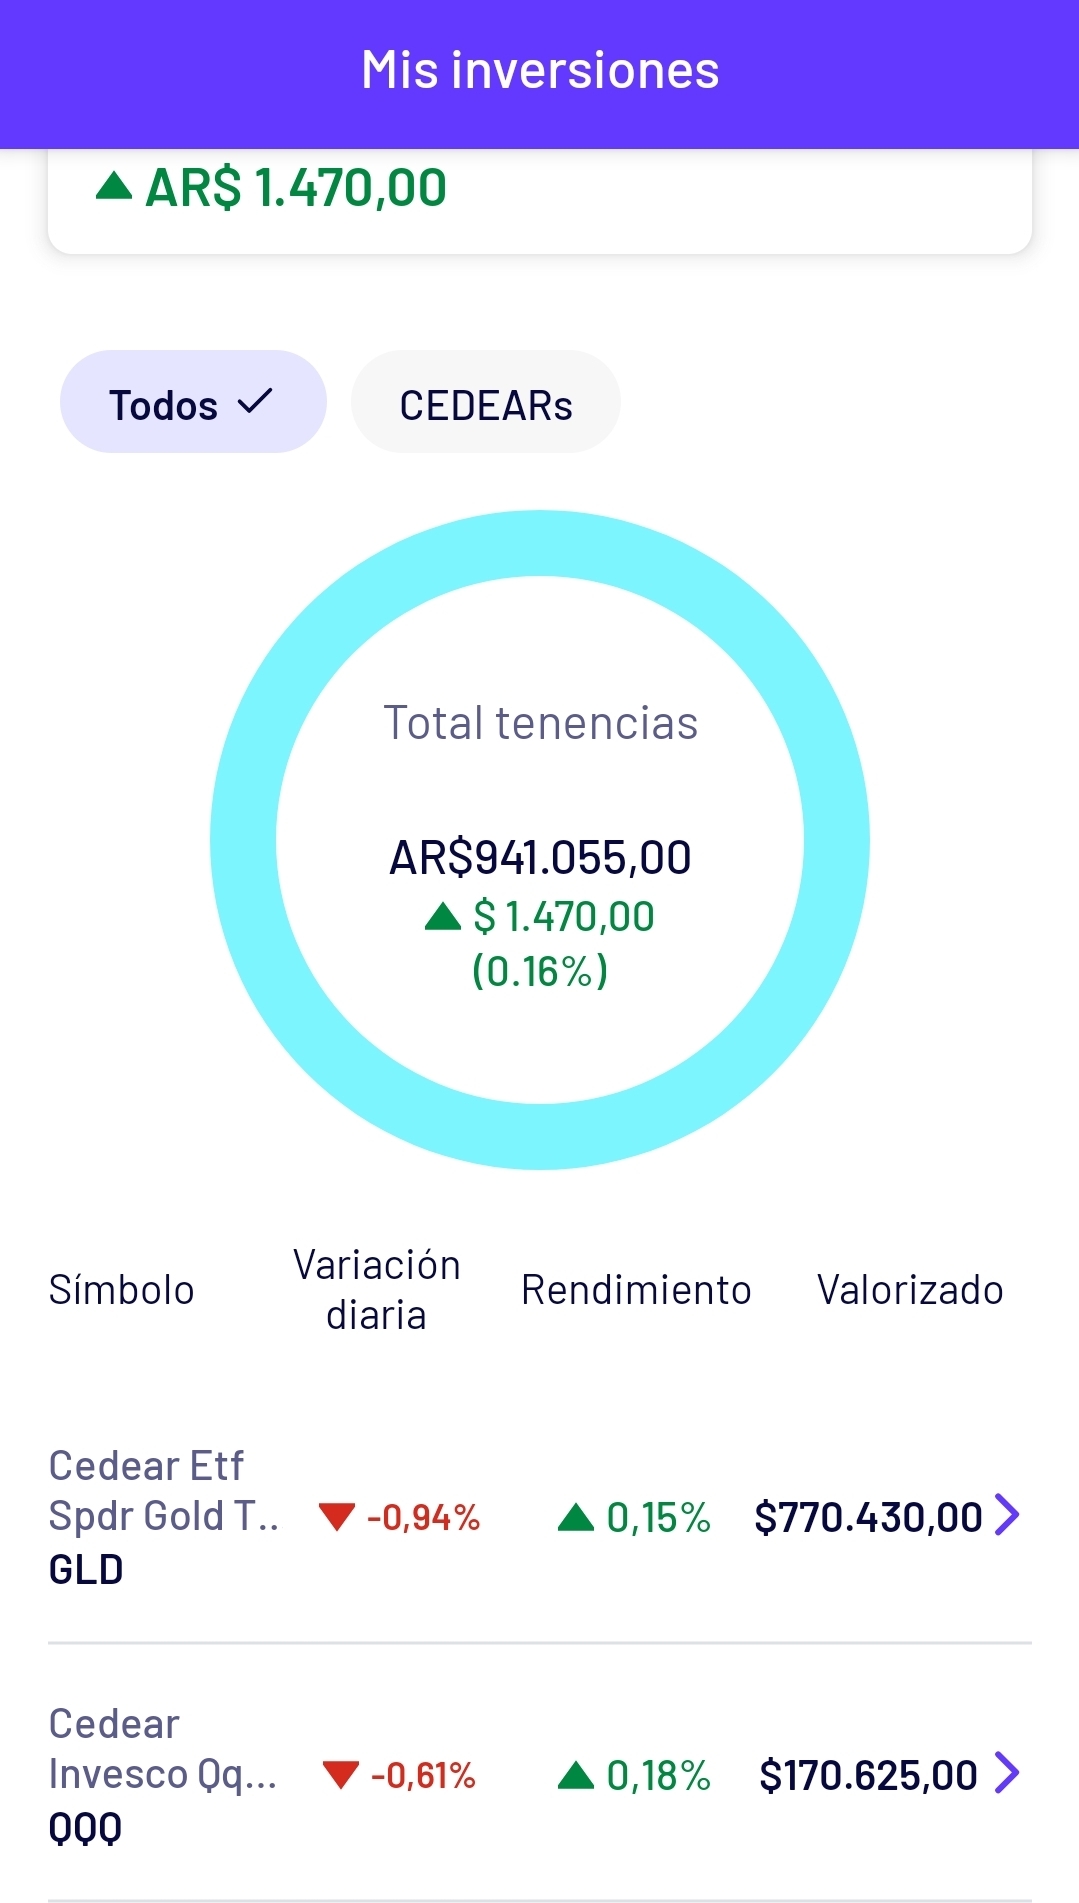 Mis inversiones
AR$ 1.470,00
Todos
CEDEARs
Total tenencias
AR$941.055,00
$ 1.470,00
(0.16%)
Símbolo
Variación
diaria
Rendimiento
Valorizado
Cedear Etf
Spdr Gold T..
GLD
-0,94%
0,15%
$770.430,00
Cedear
Invesco Qq...
QQQ
-0,61%
0,18%
$170.625,00